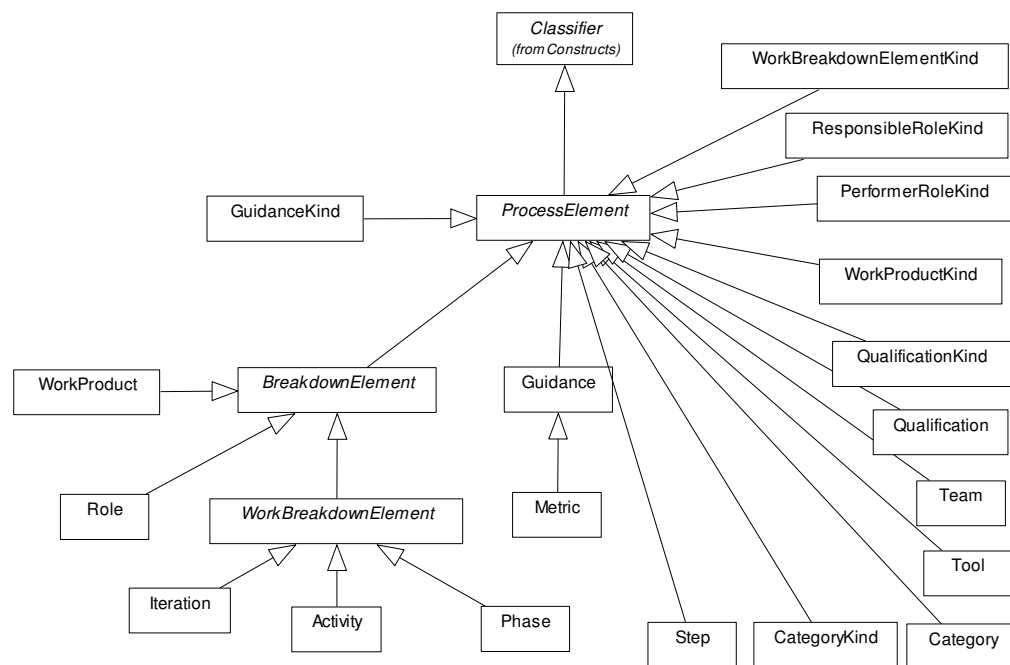 Classifier
(from Constructs)
WorkBreakdownElementKind
ResponsibleRoleKind
PerformerRoleKind
GuidanceKind
ProcessElement
WorkProductKind
QualificationKind
WorkProduct
BreakdownElement
Guidance
Qualification
Role
WorkBreakdownElement
Metric
Team
Tool
Iteration
Activity
Phase
Step
CategoryKind
Category